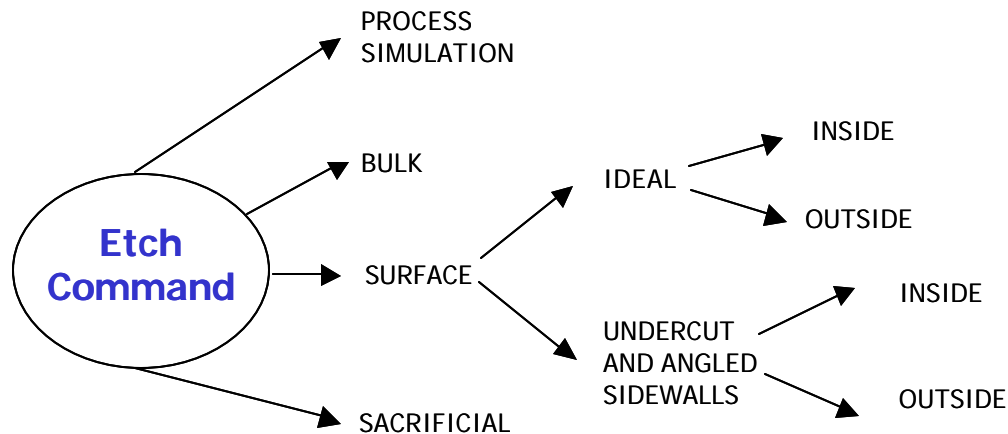 PROCESS
SIMULATION
BULK
Etch
Command
SURFACE
SACRIFICIAL
IDEAL
INSIDE
OUTSIDE
UNDERCUT
AND ANGLED
SIDEWALLS
INSIDE
OUTSIDE